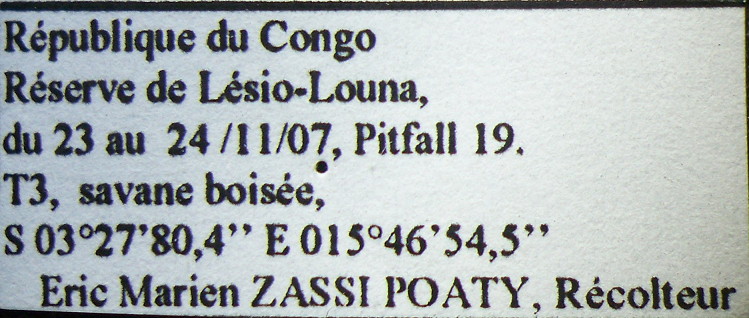 République du Congo
Réserve de Lésio-Louna,
du 23 au 24 /11/07, Pitfall 19.
T3, savane boisée,
S 03°27’80,4’’ E 015°46’54,5’’
Eric Marien ZASSI POATY, Récolteur